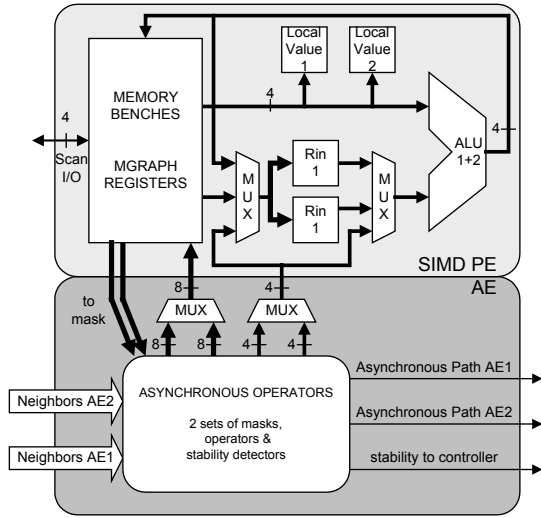 Local
Value
1
Local
Value
2
MEMORY
BENCHES
MGRAPH
REGISTERS
4
Scan
I/O
4
4
ALU
1+2
MUX
Rin
1
Rin
1
MUX
SIMD PE
AE
to
mask
8
4
MUX
MUX
8
8
4
4
ASYNCHRONOUS OPERATORS
2 sets of masks,
operators &
stability detectors
Neighbors AE2
Neighbors AE1
Asynchronous Path AE1
Asynchronous Path AE2
stability to controller